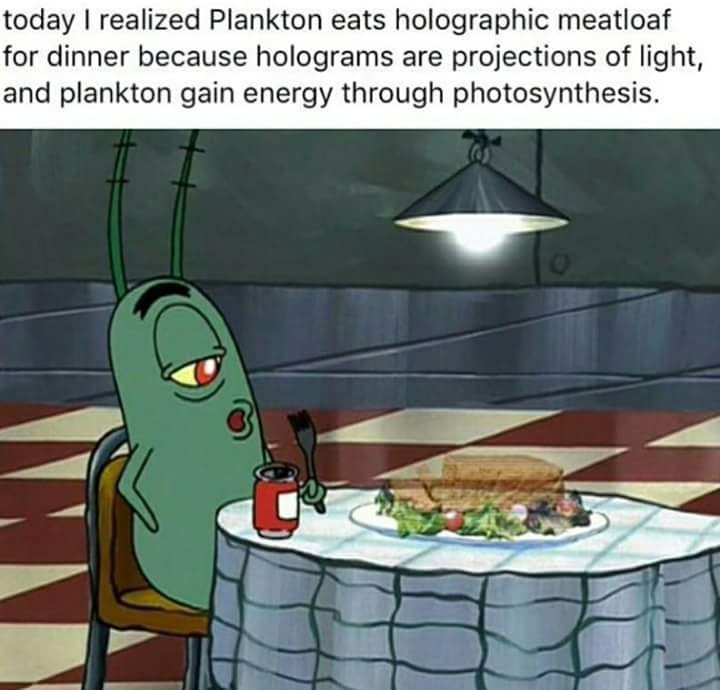 today I realized Plankton eats holographic meatloaf
for dinner because holograms are projections of light,
and plankton gain energy through photosynthesis.